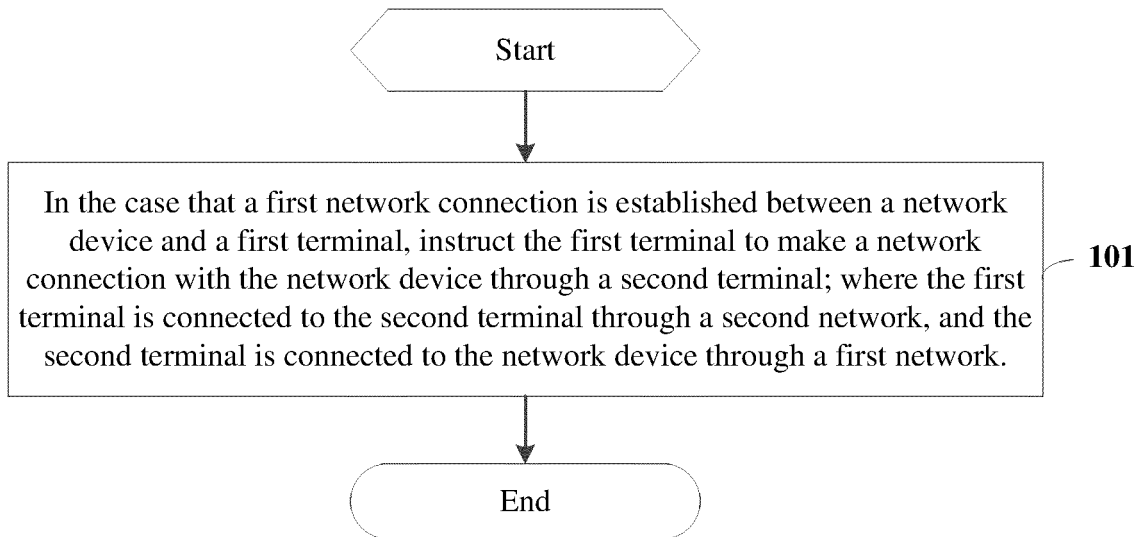 Start
In the case that a first network connection is established between a network
device and a first terminal, instruct the first terminal to make a network
connection with the network device through a second terminal; where the first
terminal is connected to the second terminal through a second network, and the
second terminal is connected to the network device through a first network.
101
End